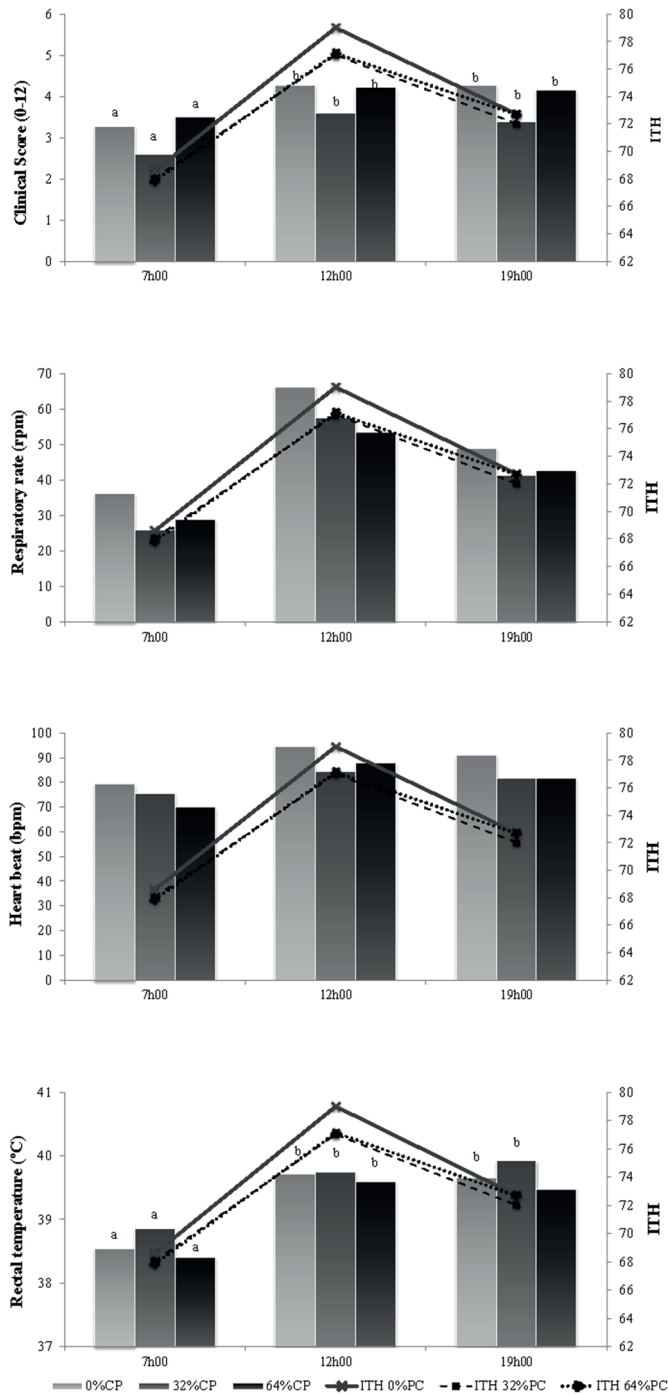 Clinical Score (0-12)
6
5
4
3
2
1
0
80
78
76
74
72
70
68
66
64
62
ITH
a
a
a
b
b
h
b
b
b
7h00
12h00
19h00
Respiratory rate (rpm)
70
60
50
40
30
20
10
0
80
78
76
74
72
70
68
66
64
62
ITH
7h00
12h00
19h00
Heart beat (bpm)
100
90
80
70
60
50
40
30
20
10
0
80
78
76
74
72
70
68
66
64
62
ITH
7h00
12h00
19h00
Rectal temperature (°C)
41
40
39
38
37
80
78
76
74
72
70
68
66
64
62
ITH
a
a
a
b
b
b
b
b
7h00
12h00
19h00
0%CP 32%CP 64%CP ITH 0%PC ITH 32%PC ITH 64%PC